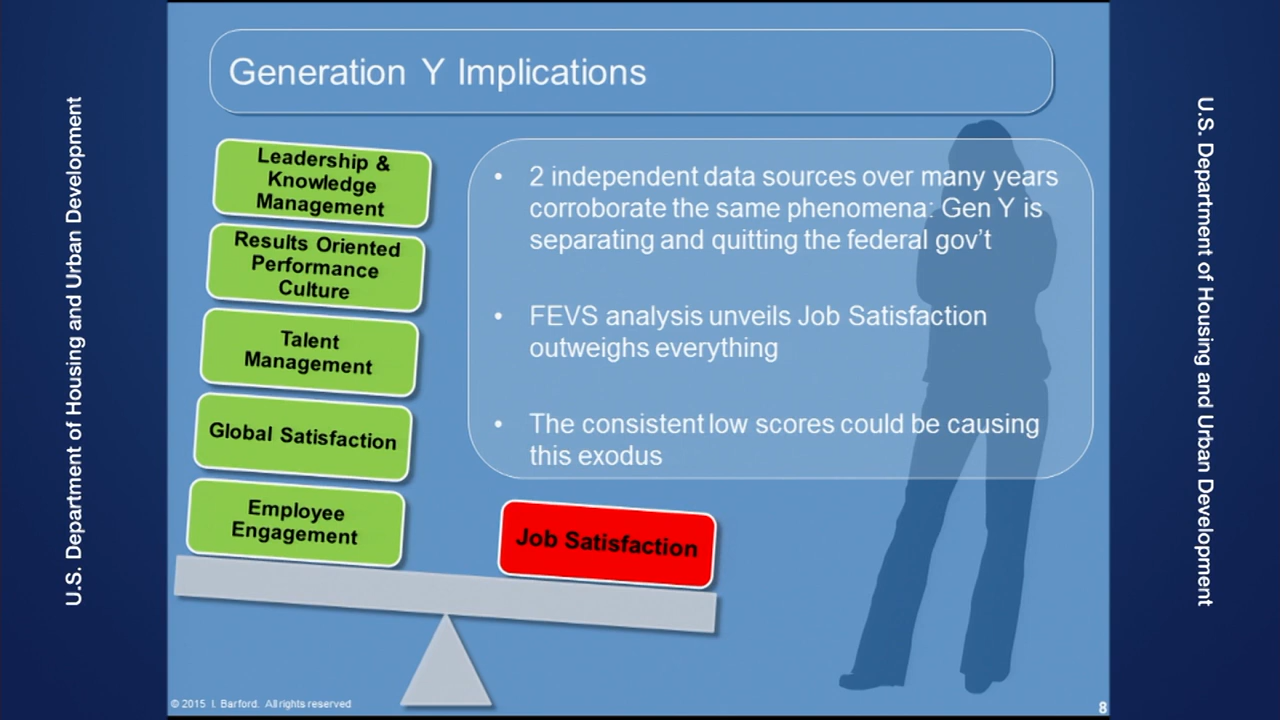 U.S. Department of Housing and Urban Development
Generation Y Implications
Leadership &
Knowledge
Management
Results Oriented
Performance
Culture
Talent
Management
Global Satisfaction
Employee
Engagement
Job Satisfaction
• 2 independent data sources over many years
corroborate the same phenomena: Gen Y is
separating and quitting the federal gov't
• FEVS analysis unveils Job Satisfaction
outweighs everything
• The consistent low scores could be causing
this exodus
© 2015 I. Barford. All rights reserved
8
U.S. Department of Housing and Urban Development